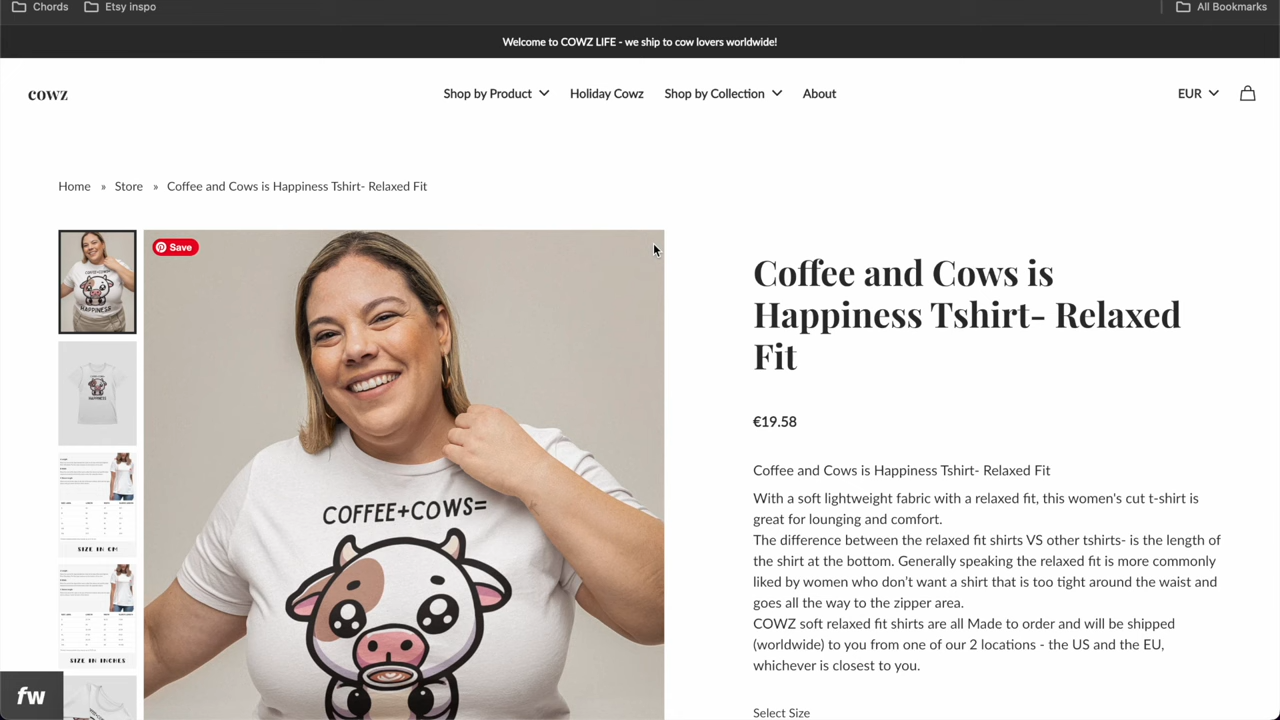 Chords
Etsy inspo
All Bookmarks
Welcome to COWZ LIFE - we ship to cow lovers worldwide!
cowz
Shop by Product
Holiday Cowz
Shop by Collection
About
EUR
Home » Store » Coffee and Cows is Happiness Tshirt- Relaxed Fit
Save
COFFEE+COWS=
HAPPINESS
SIZE IN CM
SIZE IN INCHES
fw
Coffee and Cows is
Happiness Tshirt- Relaxed
Fit
€19.58
Coffee and Cows is Happiness Tshirt- Relaxed Fit
With a soft lightweight fabric with a relaxed fit, this women's cut t-shirt is
great for lounging and comfort.
The difference between the relaxed fit shirts VS other tshirts- is the length of
the shirt at the bottom. Generally speaking the relaxed fit is more commonly
liked by women who don't want a shirt that is too tight around the waist and
goes all the way to the zipper area.
COWZ soft relaxed fit shirts are all Made to order and will be shipped
(worldwide) to you from one of our 2 locations - the US and the EU,
whichever is closest to you.
Select Size